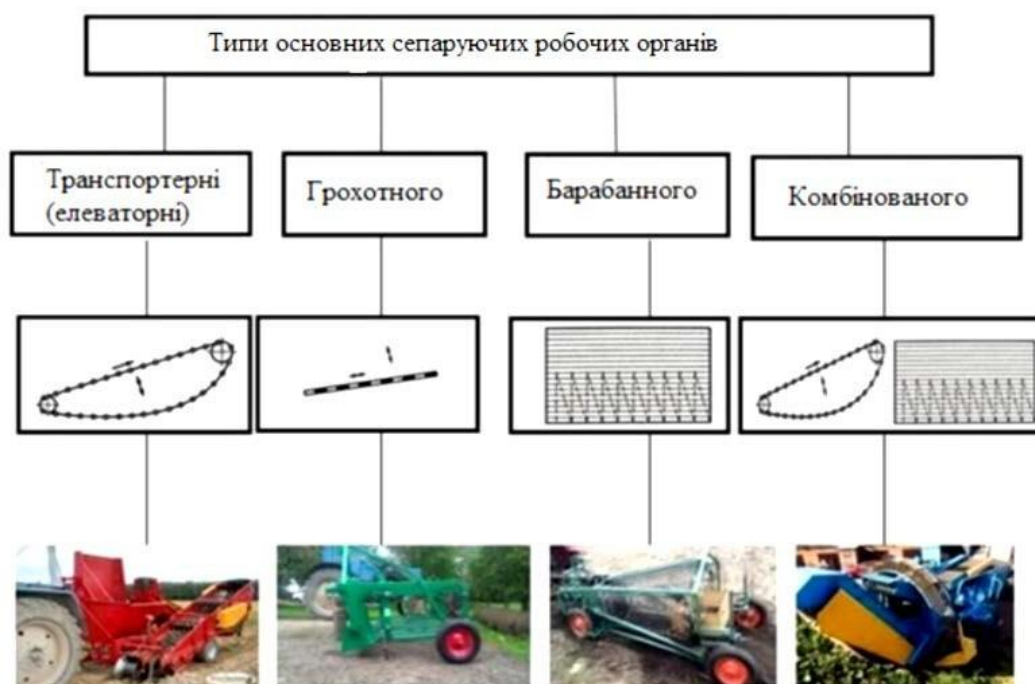 Типи основних сепаруючих робочих органів
Транспортерні
(елеваторні)
Грохотного
Барабанного
Комбінованого